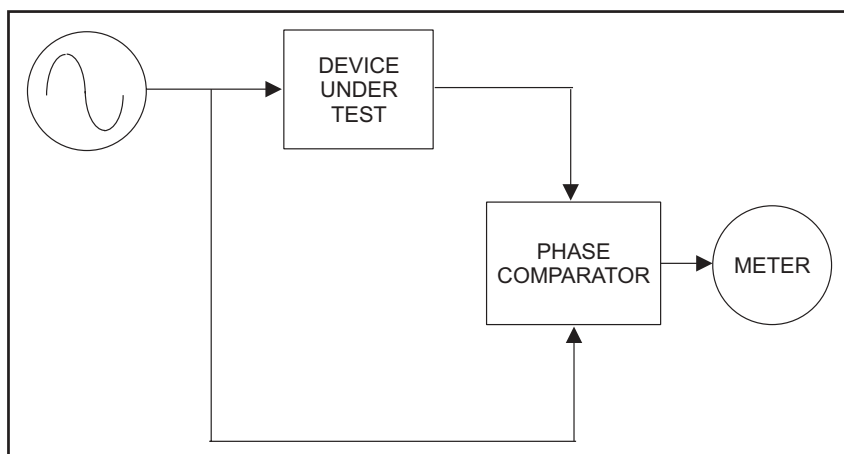 DEVICE
UNDER
TEST
PHASE
COMPARATOR
METER